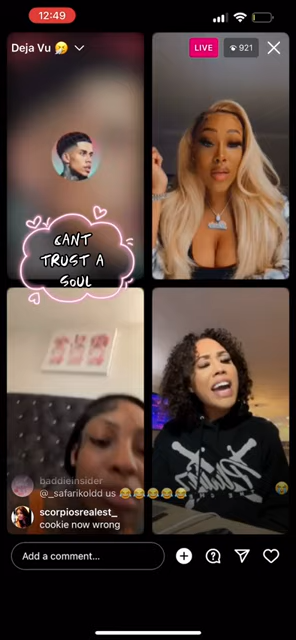 12:49
Deja Vu 🤧
LIVE
921
CANT
TRUST A
SOUL
baddieinsider
@_safarikoldd us 😂😂😂😂😂
scorpiosrealest_
cookie now wrong
Add a comment...